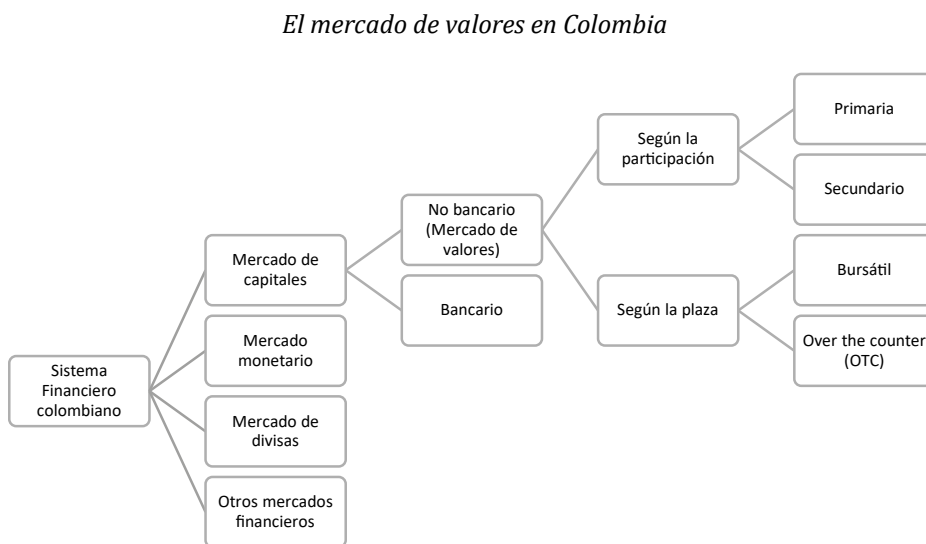 El mercado de valores en Colombia
Sistema
Financiero
colombiano
Mercado de
capitales
Mercado
monetario
Mercado de
divisas
Otros mercados
financieros
No bancario
(Mercado de
valores)
Bancario
Según la
participación
Según la plaza
Primaria
Secundario
Bursátil
Over the counter
(OTC)